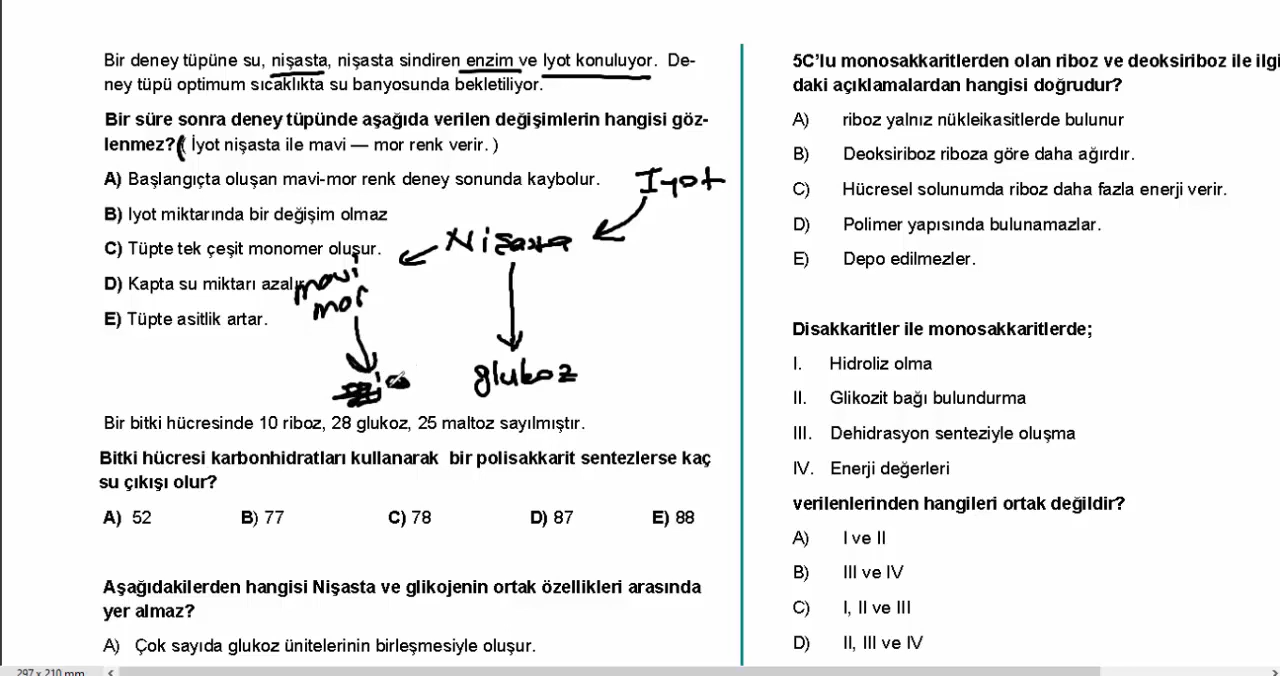 Bir deney tüpüne su, nişasta, nişasta sindiren enzim ve Iyot konuluyor. De-
ney tüpü optimum sıcaklıkta su banyosunda bekletiliyor.
Bir süre sonra deney tüpünde aşağıda verilen değişimlerin hangisi göz-
lenmez?( İyot nişasta ile mavi — mor renk verir. )
A) Başlangıçta oluşan mavi-mor renk deney sonunda kaybolur.
B) Iyot miktarında bir değişim olmaz
C) Tüpte tek çeşit monomer oluşur.
D) Kapta su miktarı azalır
E) Tüpte asitlik artar.
Iyot
Nişasta
mavi
mor
glukoz
Bir bitki hücresinde 10 riboz, 28 glukoz, 25 maltoz sayılmıştır.
Bitki hücresi karbonhidratları kullanarak bir polisakkarit sentezlerse kaç
su çıkışı olur?
A) 52 B) 77 C) 78 D) 87 E) 88
Aşağıdakilerden hangisi Nişasta ve glikojenin ortak özellikleri arasında
yer almaz?
A) Çok sayıda glukoz ünitelerinin birleşmesiyle oluşur.
5C'lu monosakkaritlerden olan riboz ve deoksiriboz ile ilgi
daki açıklamalardan hangisi doğrudur?
A) riboz yalnız nükleikasitlerde bulunur
B) Deoksiriboz riboza göre daha ağırdır.
C) Hücresel solunumda riboz daha fazla enerji verir.
D) Polimer yapısında bulunamazlar.
E) Depo edilmezler.
Disakkaritler ile monosakkaritlerde;
I. Hidroliz olma
II. Glikozit bağı bulundurma
III. Dehidrasyon senteziyle oluşma
IV. Enerji değerleri
verilenlerinden hangileri ortak değildir?
A) I ve II
B) III ve IV
C) I, II ve III
D) II, III ve IV
297 x 210 mm